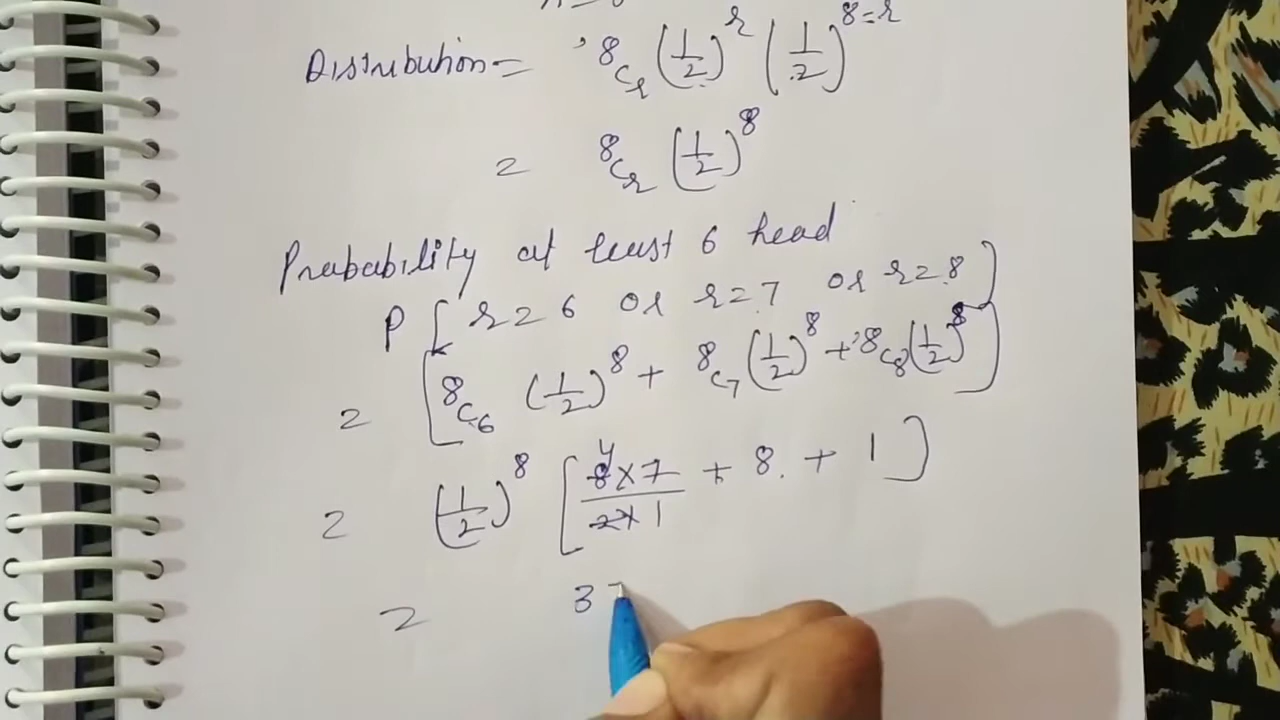 Distribution = ⁸Cᵣ (1/2)ʳ (1/2)⁸⁻ʳ
= ⁸Cᵣ (1/2)⁸
Probability at least 6 head
P [ r = 6 or r = 7 or r = 8 ]
= [ ⁸C₆ (1/2)⁸ + ⁸C₇ (1/2)⁸ + ⁸C₈ (1/2)⁸ ]
= (1/2)⁸ [ 8 4 × 7 / 2 × 1 + 8 + 1 ]
= 3